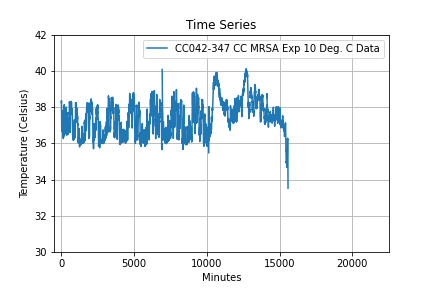 Time Series
CC042-347 CC MRSA Exp 10 Deg. C Data
42
40
38
36
34
32
30
Temperature (Celsius)
0 5000 10000 15000 20000
Minutes